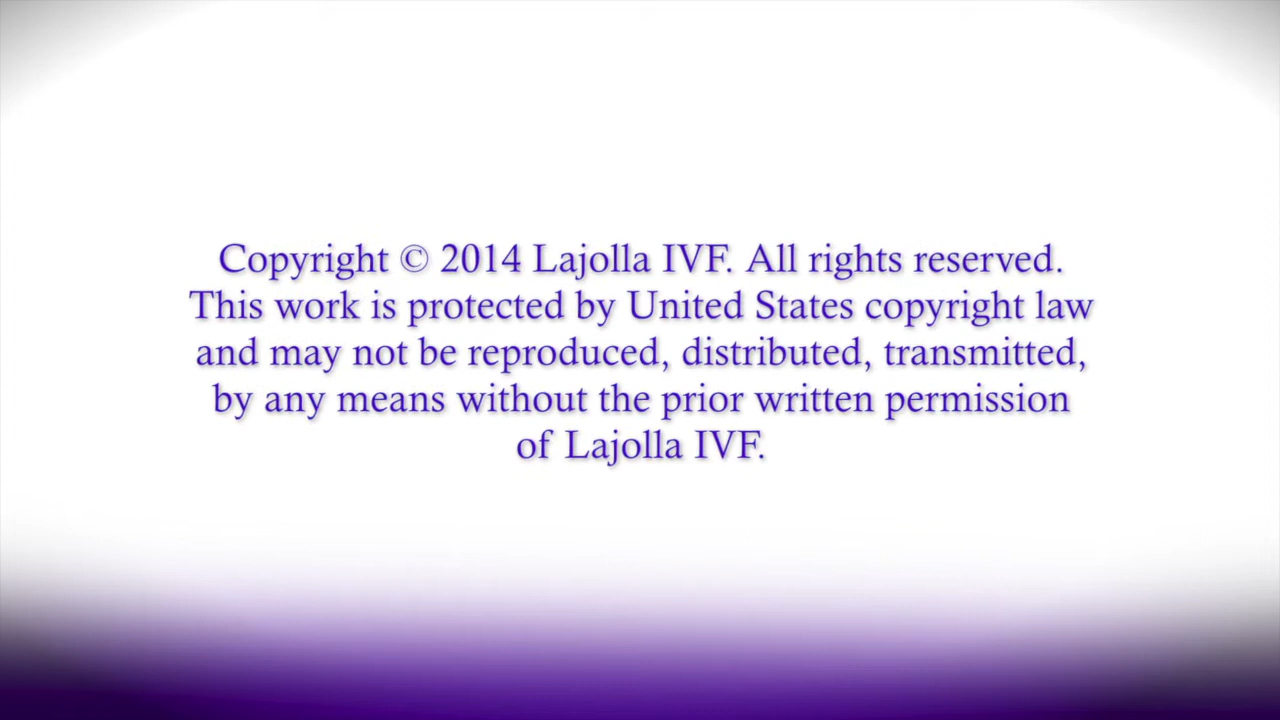 Copyright © 2014 Lajolla IVF. All rights reserved.
This work is protected by United States copyright law
and may not be reproduced, distributed, transmitted,
by any means without the prior written permission
of Lajolla IVF.